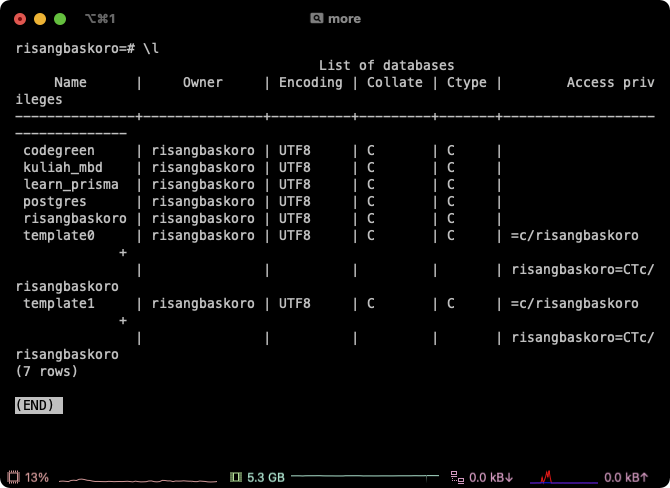 ⌥⌘1 more
risangbaskoro=# \l
                                      List of databases
     Name      |     Owner     | Encoding | Collate | Ctype |        Access priv
ileges
---------------+---------------+----------+---------+-------+-------------------
--------------
 codegreen     | risangbaskoro | UTF8     | C       | C     |
 kuliah_mbd    | risangbaskoro | UTF8     | C       | C     |
 learn_prisma  | risangbaskoro | UTF8     | C       | C     |
 postgres      | risangbaskoro | UTF8     | C       | C     |
 risangbaskoro | risangbaskoro | UTF8     | C       | C     |
 template0     | risangbaskoro | UTF8     | C       | C     | =c/risangbaskoro
             +
               |               |          |         |       | risangbaskoro=CTc/
risangbaskoro
 template1     | risangbaskoro | UTF8     | C       | C     | =c/risangbaskoro
             +
               |               |          |         |       | risangbaskoro=CTc/
risangbaskoro
(7 rows)
(END)
13% 5.3 GB 0.0 kB↓ 0.0 kB↑